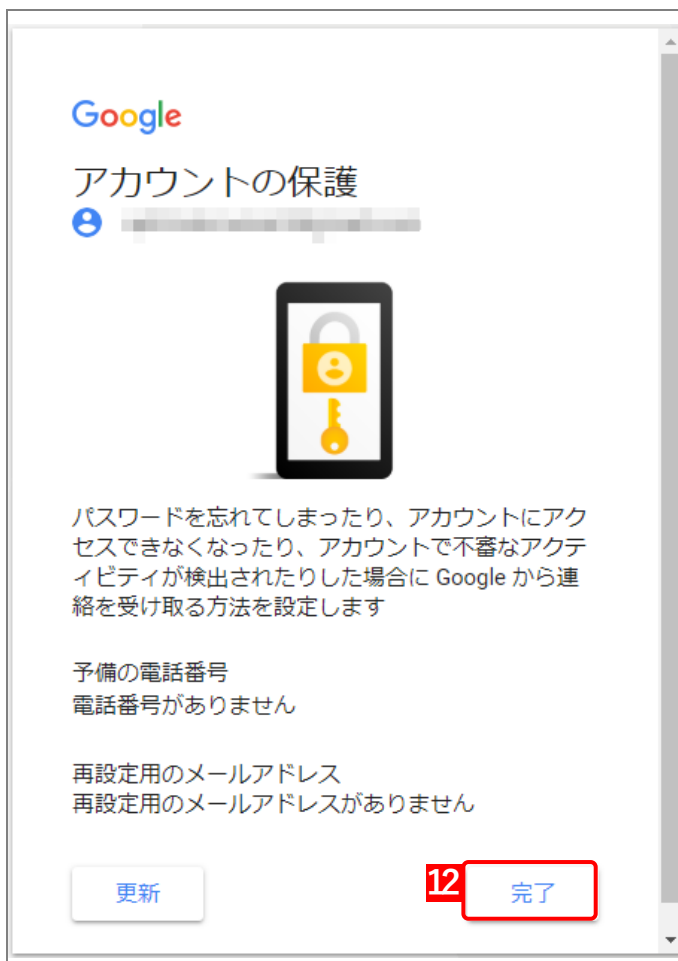 Google
アカウントの保護
パスワードを忘れてしまったり、アカウントにアク
セスできなくなったり、アカウントで不審なアクテ
ィビティが検出されたりした場合に Google から連
絡を受け取る方法を設定します
予備の電話番号
電話番号がありません
再設定用のメールアドレス
再設定用のメールアドレスがありません
更新
12 完了